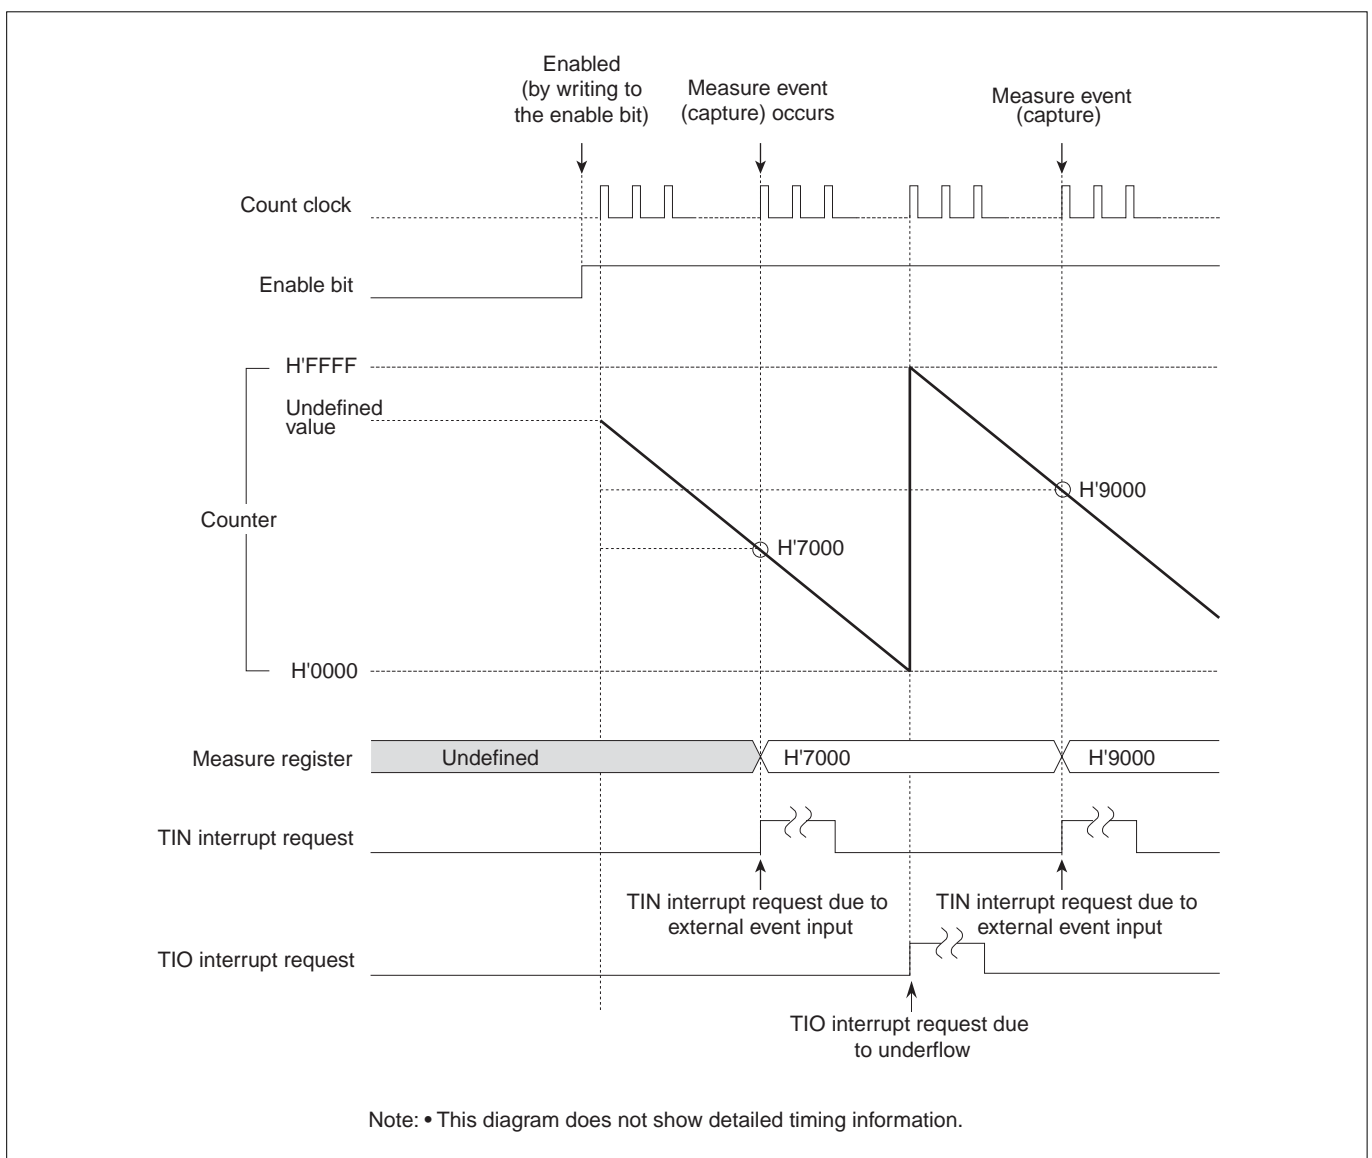 Enabled
(by writing to
the enable bit)
Measure event
(capture) occurs
Measure event
(capture)
Count clock
Enable bit
H'FFFF
Undefined
value
H'9000
Counter
H'7000
H'0000
Measure register
Undefined
H'7000
H'9000
TIN interrupt request
TIN interrupt request due to
external event input
TIN interrupt request due to
external event input
TIO interrupt request
TIO interrupt request due
to underflow
Note: • This diagram does not show detailed timing information.